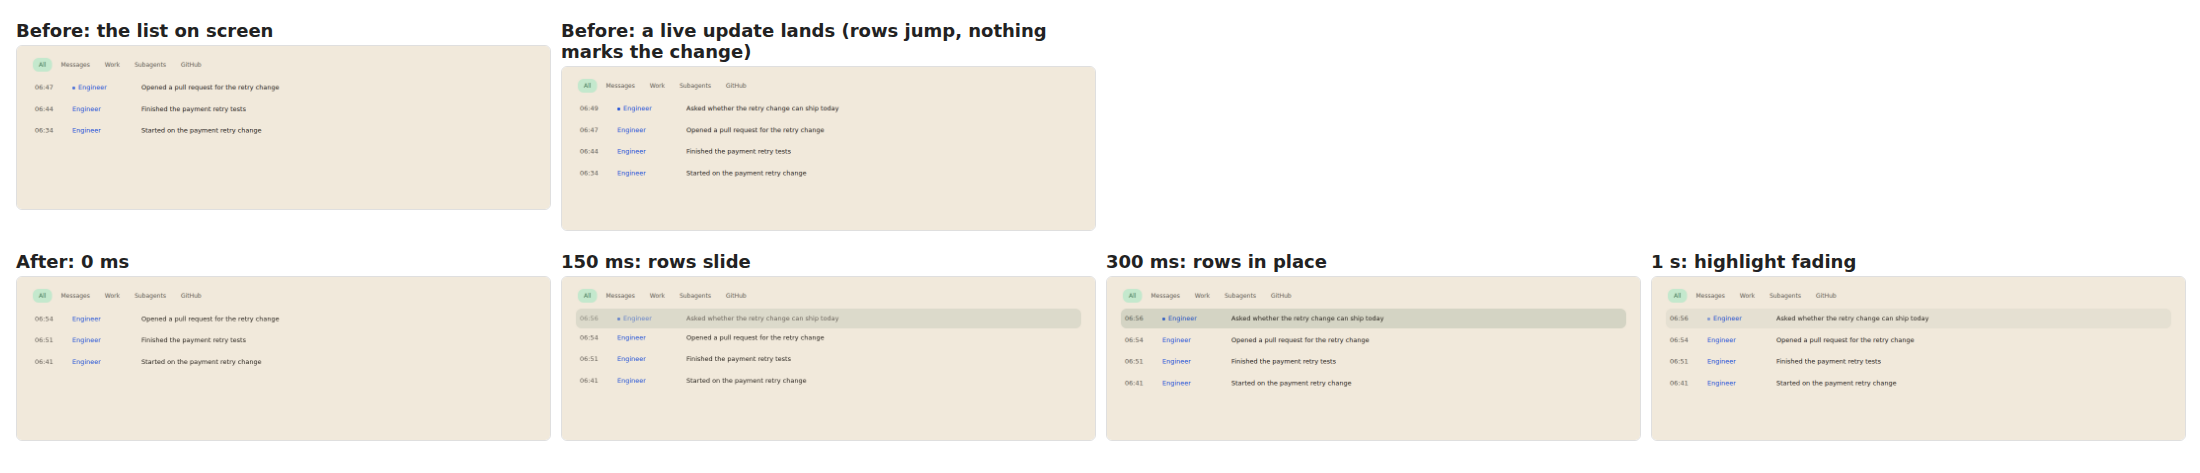 Before: the list on screen
All Messages Work Subagents GitHub
06:47 Engineer Opened a pull request for the retry change
06:44 Engineer Finished the payment retry tests
06:34 Engineer Started on the payment retry change
Before: a live update lands (rows jump, nothing
marks the change)
All Messages Work Subagents GitHub
06:49 Engineer Asked whether the retry change can ship today
06:47 Engineer Opened a pull request for the retry change
06:44 Engineer Finished the payment retry tests
06:34 Engineer Started on the payment retry change
After: 0 ms
All Messages Work Subagents GitHub
06:54 Engineer Opened a pull request for the retry change
06:51 Engineer Finished the payment retry tests
06:41 Engineer Started on the payment retry change
150 ms: rows slide
All Messages Work Subagents GitHub
06:56 Engineer Asked whether the retry change can ship today
06:54 Engineer Opened a pull request for the retry change
06:51 Engineer Finished the payment retry tests
06:41 Engineer Started on the payment retry change
300 ms: rows in place
All Messages Work Subagents GitHub
06:56 Engineer Asked whether the retry change can ship today
06:54 Engineer Opened a pull request for the retry change
06:51 Engineer Finished the payment retry tests
06:41 Engineer Started on the payment retry change
1 s: highlight fading
All Messages Work Subagents GitHub
06:56 Engineer Asked whether the retry change can ship today
06:54 Engineer Opened a pull request for the retry change
06:51 Engineer Finished the payment retry tests
06:41 Engineer Started on the payment retry change